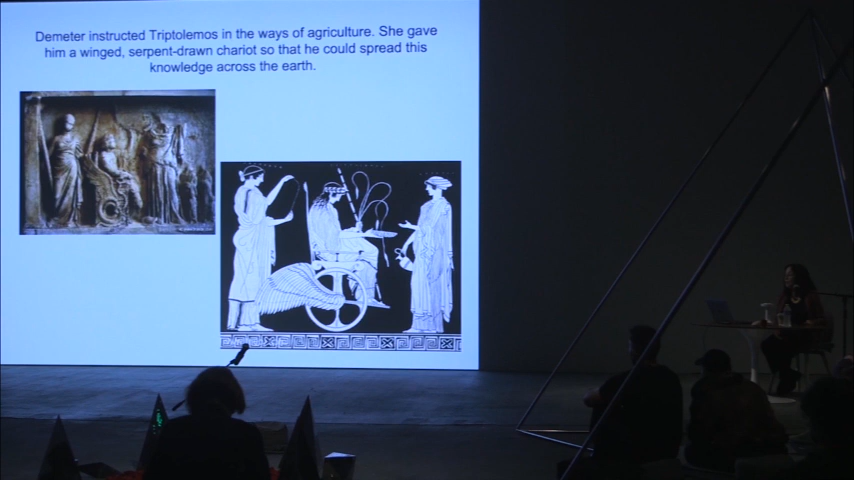 Demeter instructed Triptolemos in the ways of agriculture. She gave
him a winged, serpent-drawn chariot so that he could spread this
knowledge across the earth.